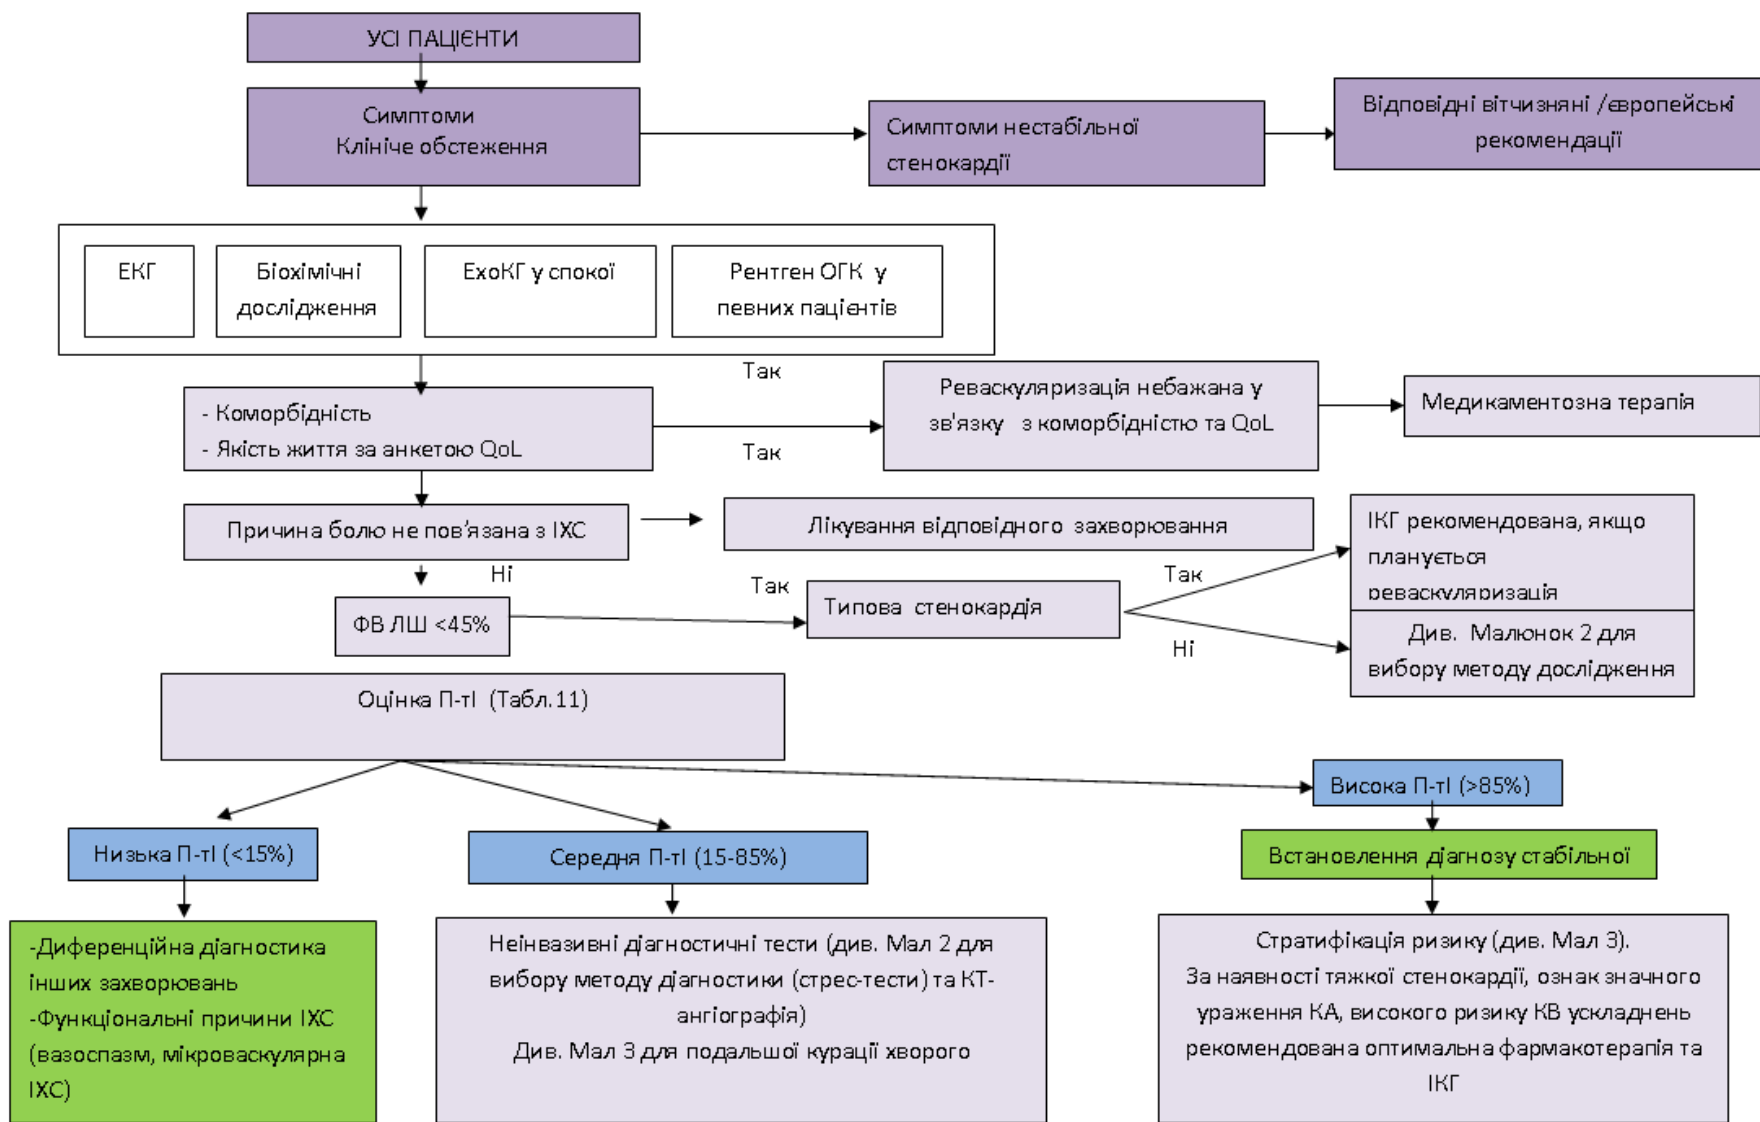 УСІ ПАЦІЄНТИ
Симптоми
Клініче обстеження
Симптоми нестабільної
стенокардії
Відповідні вітчизняні /європейські
рекомендації
ЕКГ
Біохімічні
дослідження
ЕхоКГ у спокої
Рентген ОГК у
певних пацієнтів
Так
- Коморбідність
- Якість життя за анкетою QoL
Так
Реваскуляризація небажана у
зв'язку з коморбідністю та QoL
Медикаментозна терапія
Причина болю не пов’язана з ІХС
Лікування відповідного захворювання
ІКГ рекомендована, якщо
планується
реваскуляризація
Ні
ФВ ЛШ <45%
Так
Типова стенокардія
Так
Ні
Див. Малюнок 2 для
вибору методу дослідження
Оцінка П-тІ (Табл.11)
Висока П-тІ (>85%)
Низька П-тІ (<15%)
Середня П-тІ (15-85%)
Встановлення діагнозу стабільної
-Диференційна діагностика
інших захворювань
-Функціональні причини ІХС
(вазоспазм, мікроваскулярна
ІХС)
Неінвазивні діагностичні тести (див. Мал 2 для
вибору методу діагностики (стрес-тести) та КТ-
ангіографія)
Див. Мал 3 для подальшої курації хворого
Стратифікація ризику (див. Мал 3).
За наявності тяжкої стенокардії, ознак значного
ураження КА, високого ризику КВ ускладнень
рекомендована оптимальна фармакотерапія та
ІКГ